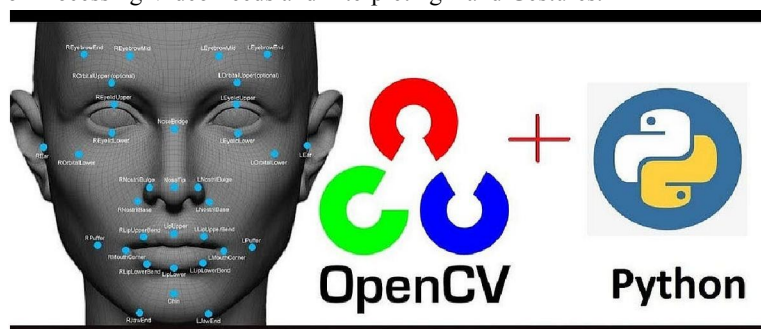 Processing Video Feeds and Interpreting Hand Gestures.
REyebrowEnd
REyebrowMid
LEyebrowMid
LEyebrowEnd
ROrbitalUpper(optional)
LOrbitalUpper(optional)
REyelidUpper
LEyelidUpper
NoseBridge
REyelidLower
LEyelidLower
REar
ROrbitalLower
LOrbitalLower
LEar
RNostrilBulge
NoseTip
LNostrilBulge
RNostrilBase
LNostrilBase
LipUpper
RLipUpperBend
LLipUpperBend
RPuffer
LPuffer
RMouthCorner
LMouthCorner
RLipLowerBend
LipLower
LLipLowerBend
Chin
RJawEnd
LJawEnd
OpenCV
Python